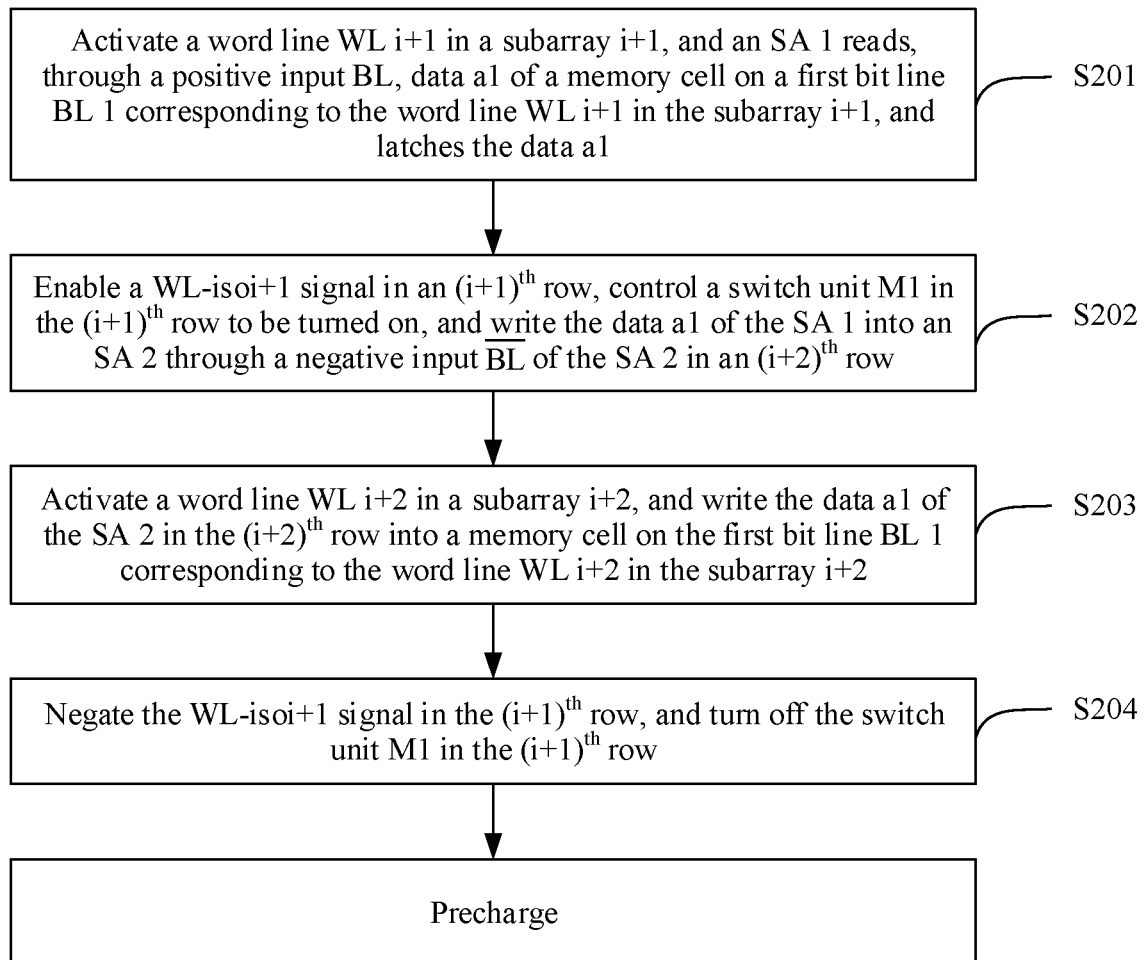 Activate a word line WL i+1 in a subarray i+1, and an SA 1 reads,
through a positive input BL, data a1 of a memory cell on a first bit line
BL 1 corresponding to the word line WL i+1 in the subarray i+1, and
latches the data a1
S201
Enable a WL-isoi+1 signal in an (i+1)th row, control a switch unit M1 in
the (i+1)th row to be turned on, and write the data a1 of the SA 1 into an
SA 2 through a negative input B̅L̅ of the SA 2 in an (i+2)th row
S202
Activate a word line WL i+2 in a subarray i+2, and write the data a1 of
the SA 2 in the (i+2)th row into a memory cell on the first bit line BL 1
corresponding to the word line WL i+2 in the subarray i+2
S203
Negate the WL-isoi+1 signal in the (i+1)th row, and turn off the switch
unit M1 in the (i+1)th row
S204
Precharge